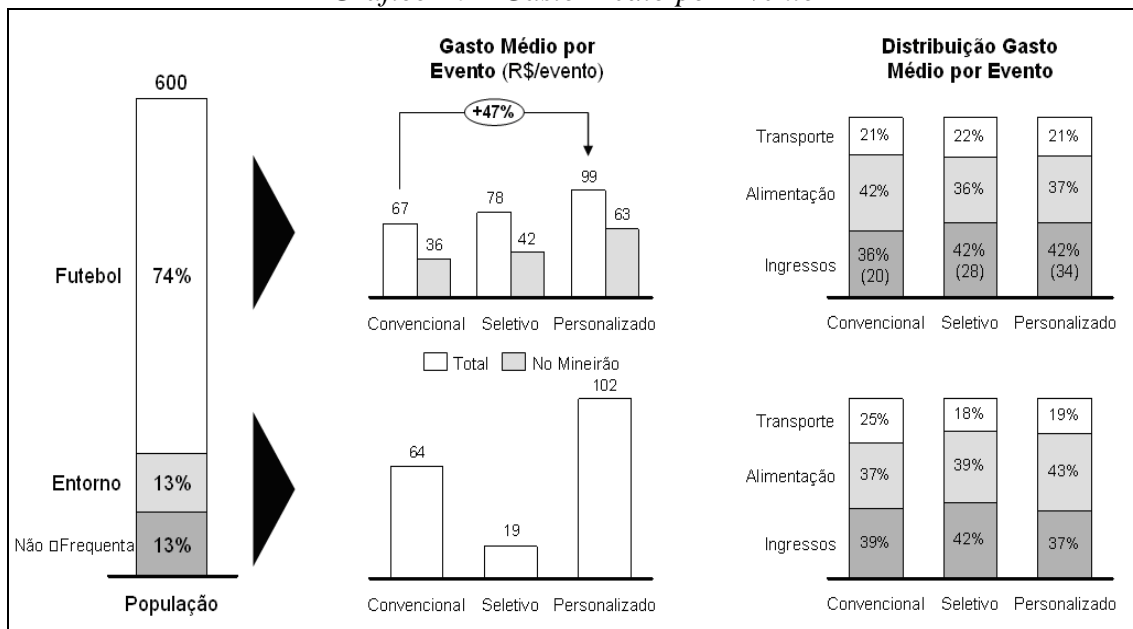 Gasto Médio por
Evento (R$/evento)
Distribuição Gasto
Médio por Evento
600
Futebol
74%
Entorno
13%
Não □Frequenta
13%
População
+47%
67
36
78
42
99
63
Convencional Seletivo Personalizado
Total No Mineirão
64
19
102
Convencional Seletivo Personalizado
Transporte 21% 22% 21%
Alimentação 42% 36% 37%
Ingressos 36% 42% 42%
(20) (28) (34)
Convencional Seletivo Personalizado
Transporte 25% 18% 19%
Alimentação 37% 39% 43%
Ingressos 39% 42% 37%
Convencional Seletivo Personalizado